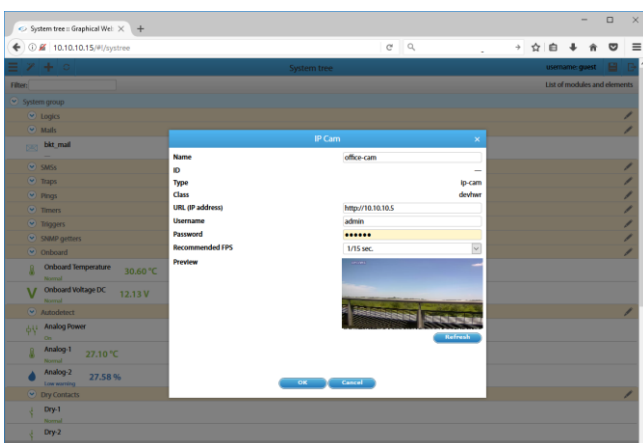 System tree :: Graphical Wel
10.10.10.15/#!/systree
System tree
username: guest
Filter:
List of modules and elements
System group
Logics
Mails
bkt_mail
SMSs
Traps
Pings
Timers
Triggers
SNMP getters
Onboard
Onboard Temperature 30.60 °C
Normal
Onboard Voltage DC 12.13 V
Normal
Autodetect
Analog Power
On
Analog-1 27.10 °C
Normal
Analog-2 27.58 %
Low warning
Dry Contacts
Dry-1
Normal
Dry-2
IP Cam
Name office-cam
ID —
Type ip-cam
Class devhwr
URL (IP address) http://10.10.10.5
Username admin
Password ●●●●●●
Recommended FPS 1/15 sec.
Preview
Refresh
OK Cancel